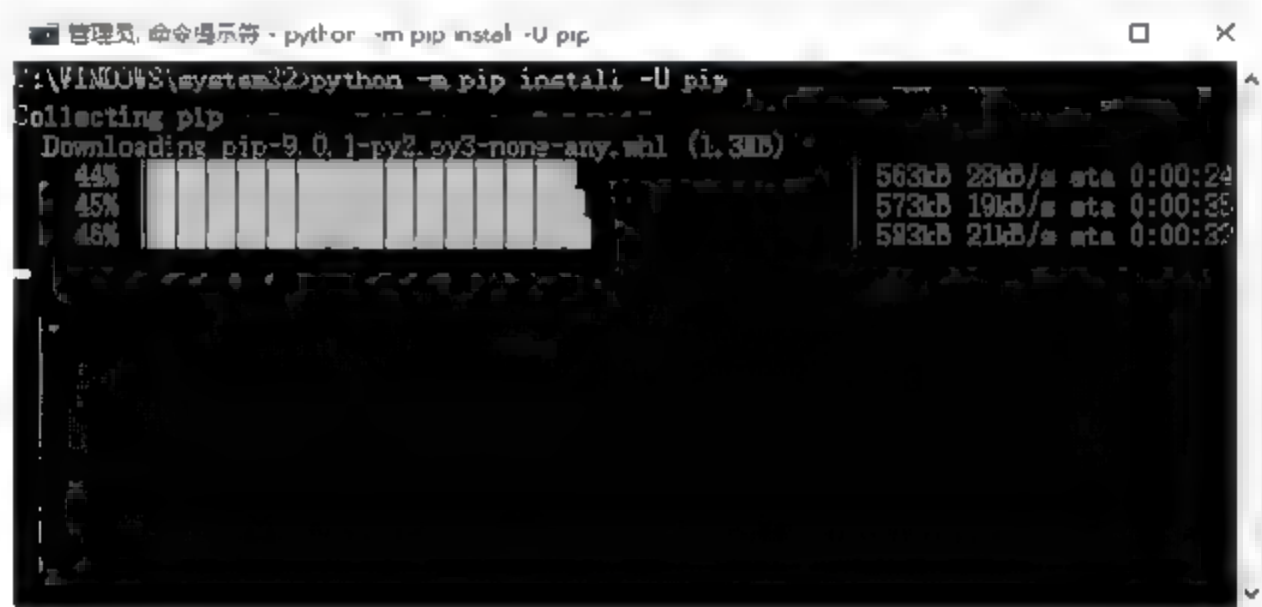 管理员: 命令提示符 - python -m pip install -U pip
C:\WINDOWS\system32>python -m pip install -U pip
Collecting pip
Downloading pip-9.0.1-py2.py3-none-any.whl (1.3MB)
44% 563kB 28kB/s eta 0:00:24
45% 573kB 19kB/s eta 0:00:35
46% 583kB 21kB/s eta 0:00:32